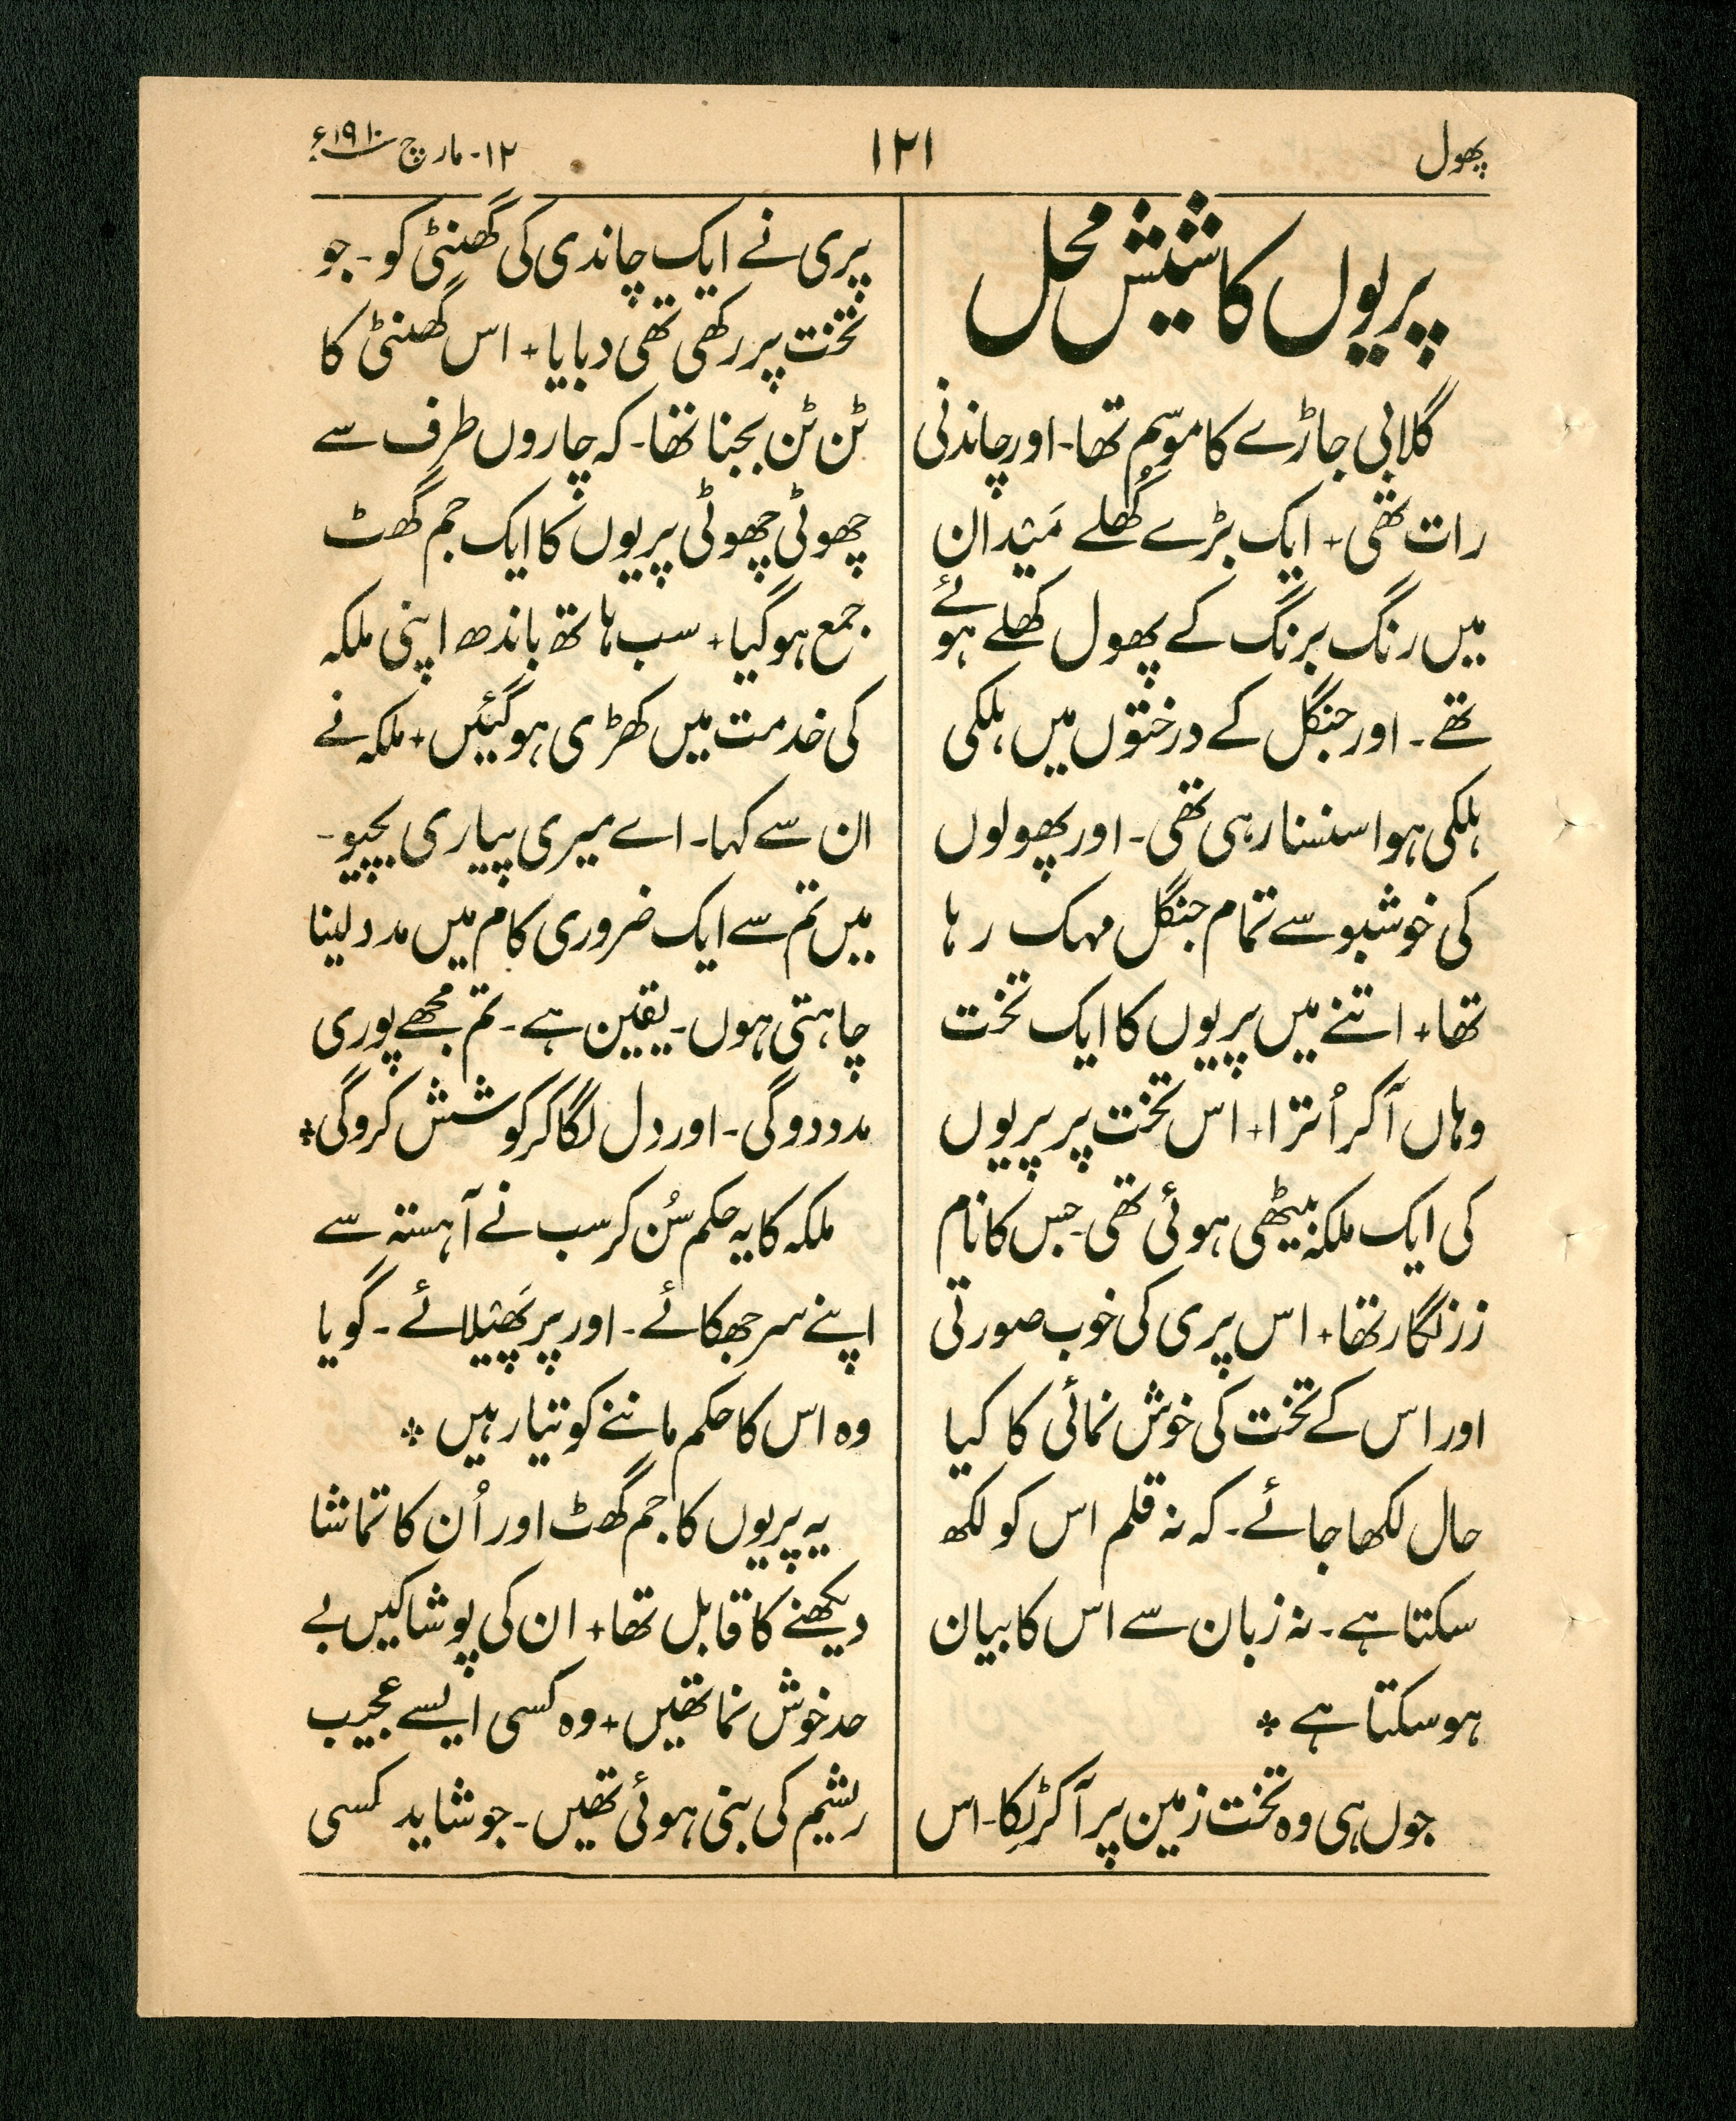 پھول
۱۲۱
۱۲- مارچ سنہ ۱۹۱۰ء
پریوں کا شیش محل
گلابی جاڑے کا موسم تھا۔ اور چاندنی
رات تھی + ایک بڑے کُھلے مَیدان
میں رنگ برنگ کے پھول کھلے ہوئے
تھے۔ اور جنگل کے درختوں میں ہلکی
ہلکی ہوا سنسنا رہی تھی۔ اور پھولوں
کی خوشبو سے تمام جنگل مہک رہا
تھا + اتنے میں پریوں کا ایک تخت
وہاں آکر اُترا + اس تخت پر پریوں
کی ایک ملکہ بیٹھی ہوئی تھی۔ جس کا نام
زرنگار تھا + اس پری کی خوب صورتی
اور اس کے تخت کی خوش نمائی کا کیا
حال لکھا جائے۔ کہ نہ قلم اس کو لکھ
سکتا ہے۔ نہ زبان سے اس کا بیان
ہو سکتا ہے ÷
جوں ہی وہ تخت زمین پر آکر ٹِکا۔ اس
پری نے ایک چاندی کی گھنٹی کو۔ جو
تخت پر رکھی تھی دبایا + اس گھنٹی کا
ٹن ٹن بجنا تھا۔ کہ چاروں طرف سے
چھوٹی چھوٹی پریوں کا ایک جم گھٹ
جمع ہو گیا + سب ہاتھ باندھ اپنی ملکہ
کی خدمت میں کھڑی ہو گئیں + ملکہ نے
ان سے کہا۔ اے میری پیاری بچیو۔
میں تم سے ایک ضروری کام میں مدد لینا
چاہتی ہوں۔ یقین ہے۔ تم مجھے پوری
مدد دو گی۔ اور دل لگا کر کوشش کرو گی ÷
ملکہ کا یہ حکم سُن کر سب نے آہستہ سے
اپنے سر جھکائے۔ اور پر پھَیلائے۔ گویا
وہ اس کا حکم ماننے کو تیار ہیں ÷
یہ پریوں کا جم گھٹ اور اُن کا تماشا
دیکھنے کا قابل تھا + ان کی پوشاکیں بے
حد خوش نما تھیں + وہ کسی ایسے عجیب
ریشم کی بنی ہوئی تھیں۔ جو شاید کسی